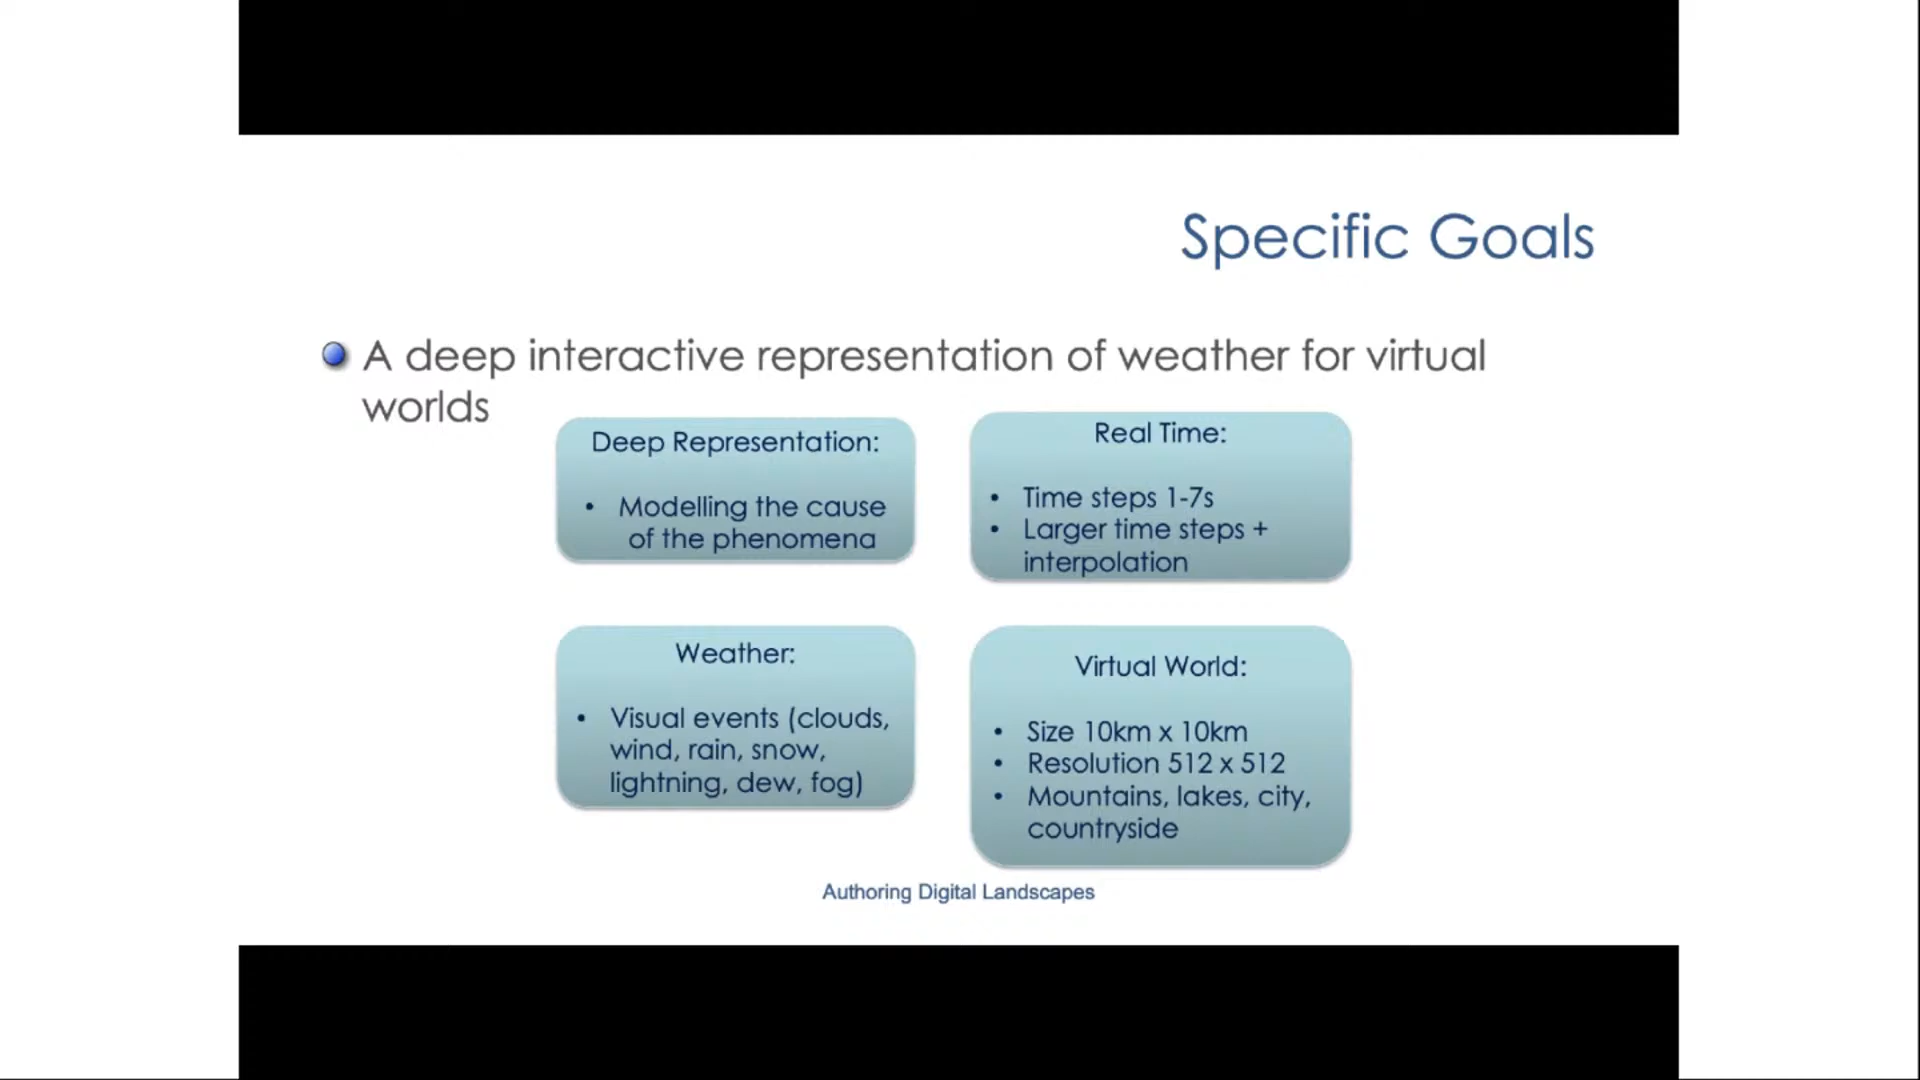 Specific Goals
A deep interactive representation of weather for virtual
worlds
Deep Representation:
• Modelling the cause
of the phenomena
Real Time:
• Time steps 1-7s
• Larger time steps +
interpolation
Weather:
• Visual events (clouds,
wind, rain, snow,
lightning, dew, fog)
Virtual World:
• Size 10km x 10km
• Resolution 512 x 512
• Mountains, lakes, city,
countryside
Authoring Digital Landscapes